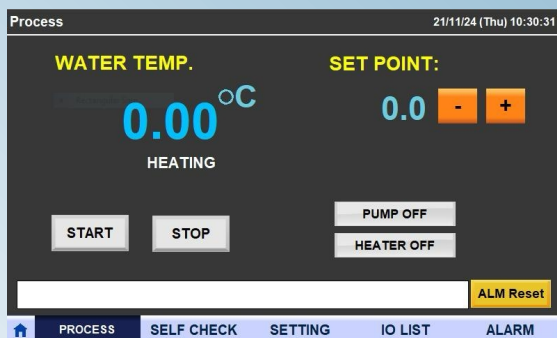 Process
21/11/24 (Thu) 10:30:31
WATER TEMP.
SET POINT:
0.00°C
0.0 - +
HEATING
START STOP
PUMP OFF
HEATER OFF
ALM Reset
PROCESS SELF CHECK SETTING IO LIST ALARM